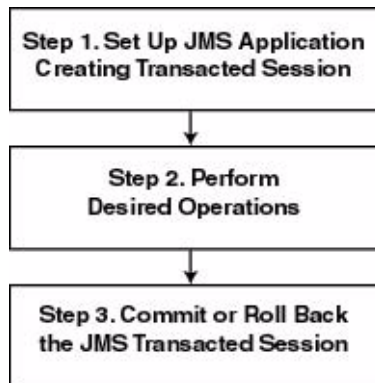 Step 1. Set Up JMS Application
Creating Transacted Session
Step 2. Perform
Desired Operations
Step 3. Commit or Roll Back
the JMS Transacted Session